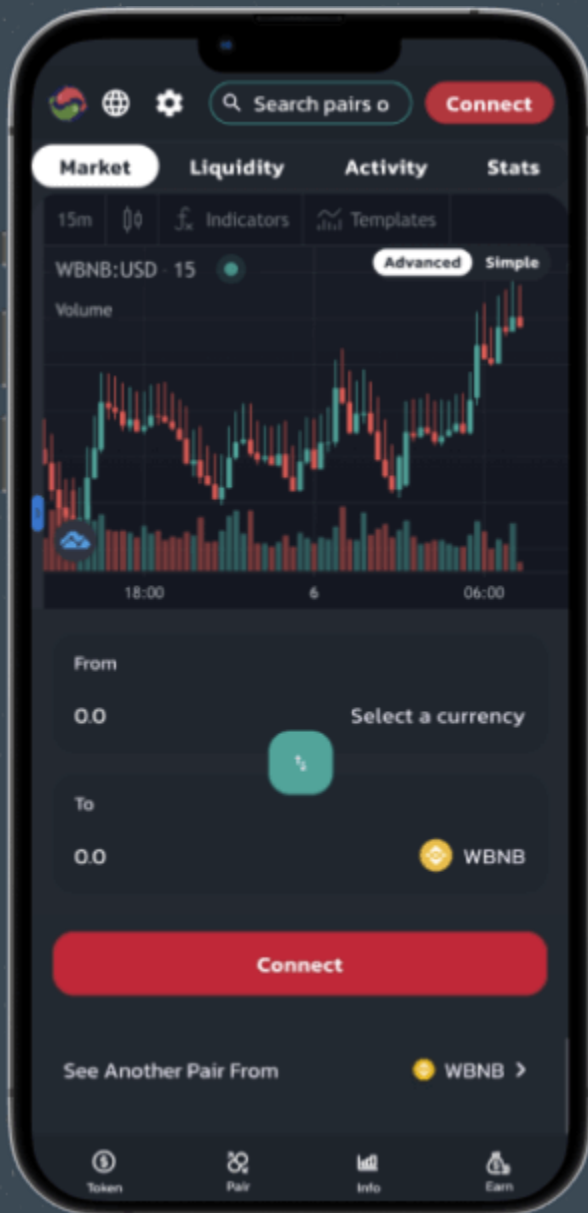 Search pairs o
Connect
Market Liquidity Activity Stats
15m Indicators Templates
WBNB:USD · 15
Advanced Simple
Volume
18:00 6 06:00
From
0.0 Select a currency
To
0.0 WBNB
Connect
See Another Pair From WBNB >
Token Pair Info Earn